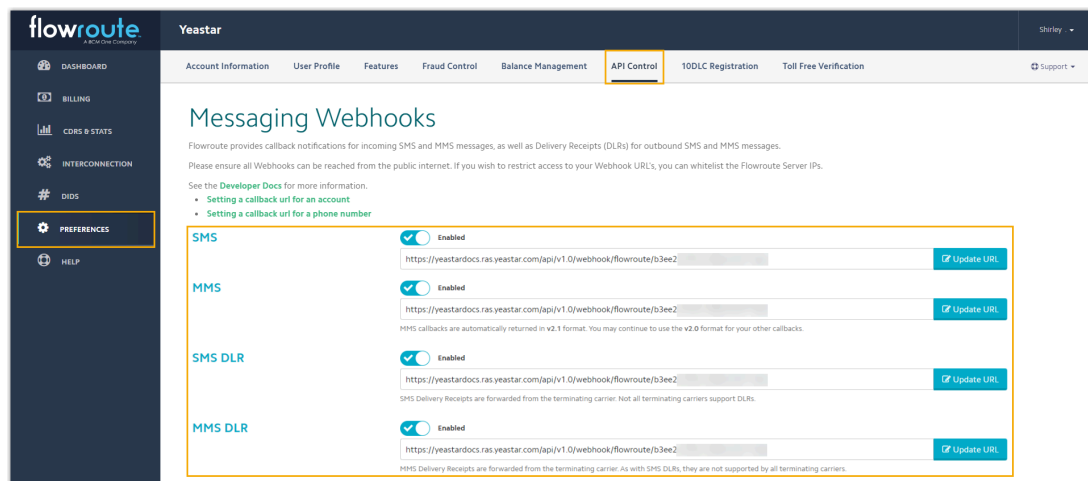 flowroute
A BCM One Company
Yeastar
Shirley .
DASHBOARD
BILLING
CDRS & STATS
INTERCONNECTION
DIDS
PREFERENCES
HELP
Account Information User Profile Features Fraud Control Balance Management API Control 10DLC Registration Toll Free Verification Support
Messaging Webhooks
Flowroute provides callback notifications for incoming SMS and MMS messages, as well as Delivery Receipts (DLRs) for outbound SMS and MMS messages.
Please ensure all Webhooks can be reached from the public internet. If you wish to restrict access to your Webhook URL's, you can whitelist the Flowroute Server IPs.
See the Developer Docs for more information.
• Setting a callback url for an account
• Setting a callback url for a phone number
SMS Enabled
https://yeastardocs.ras.yeastar.com/api/v1.0/webhook/flowroute/b3ee2 Update URL
MMS Enabled
https://yeastardocs.ras.yeastar.com/api/v1.0/webhook/flowroute/b3ee2 Update URL
MMS callbacks are automatically returned in v2.1 format. You may continue to use the v2.0 format for your other callbacks.
SMS DLR Enabled
https://yeastardocs.ras.yeastar.com/api/v1.0/webhook/flowroute/b3ee2 Update URL
SMS Delivery Receipts are forwarded from the terminating carrier. Not all terminating carriers support DLRs.
MMS DLR Enabled
https://yeastardocs.ras.yeastar.com/api/v1.0/webhook/flowroute/b3ee2 Update URL
MMS Delivery Receipts are forwarded from the terminating carrier. As with SMS DLRs, they are not supported by all terminating carriers.